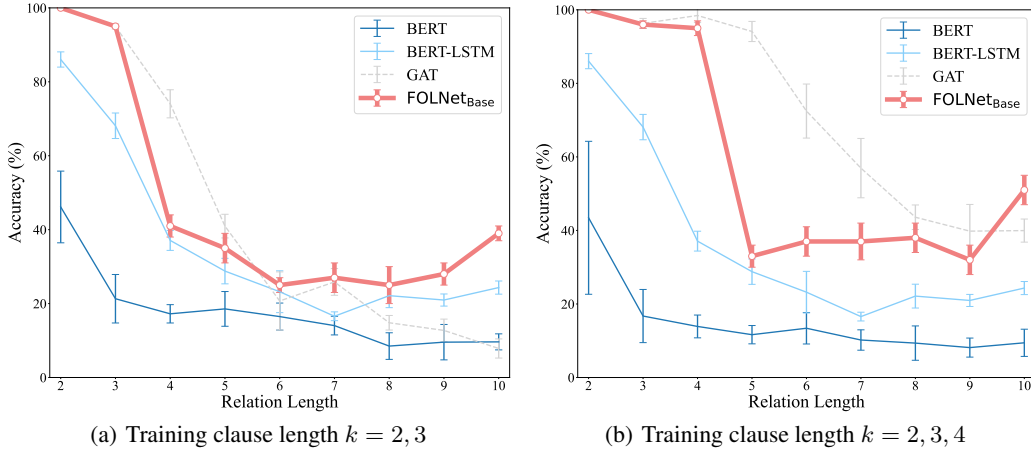 100
80
60
40
20
0
Accuracy (%)
BERT
BERT-LSTM
GAT
FOLNetBase
2 3 4 5 6 7 8 9 10
Relation Length
(a) Training clause length k = 2, 3
100
80
60
40
20
0
Accuracy (%)
BERT
BERT-LSTM
GAT
FOLNetBase
2 3 4 5 6 7 8 9 10
Relation Length
(b) Training clause length k = 2, 3, 4